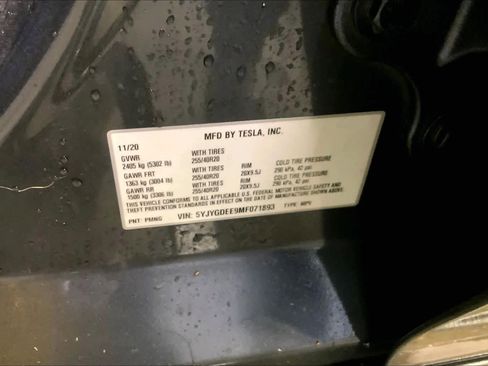 MFD BY TESLA, INC.
11/20
GVWR WITH TIRES
2405 kg (5302 lb) 255/40R20
GAWR FRT WITH TIRES RIM COLD TIRE PRESSURE
1363 kg (3004 lb) 255/40R20 20X9.5J 290 kPa, 42 psi
GAWR RR WITH TIRES RIM COLD TIRE PRESSURE
1500 kg (3306 lb) 255/40R20 20X9.5J 290 kPa, 42 psi
THIS VEHICLE CONFORMS TO ALL APPLICABLE U.S. FEDERAL MOTOR VEHICLE SAFETY AND
THEFT PREVENTION STANDARDS IN EFFECT ON THE DATE OF MANUFACTURE SHOWN ABOVE.
PNT: PMNG VIN: 5YJYGDEE9MF071893 TYPE: MPV